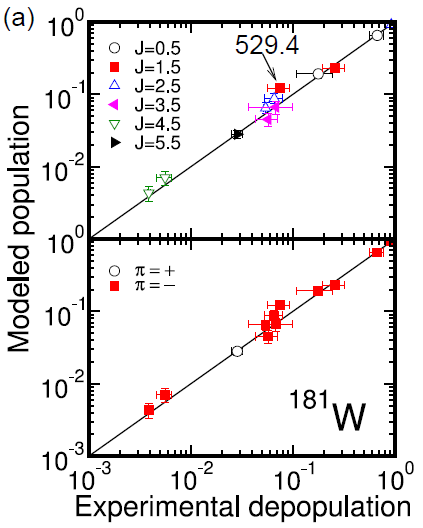 (a)
10⁰
10⁻¹
10⁻²
10⁰
10⁻¹
10⁻²
10⁻³
J=0.5
J=1.5
J=2.5
J=3.5
J=4.5
J=5.5
529.4
π=+
π=−
¹⁸¹W
10⁻³ 10⁻² 10⁻¹ 10⁰
Modeled population
Experimental depopulation